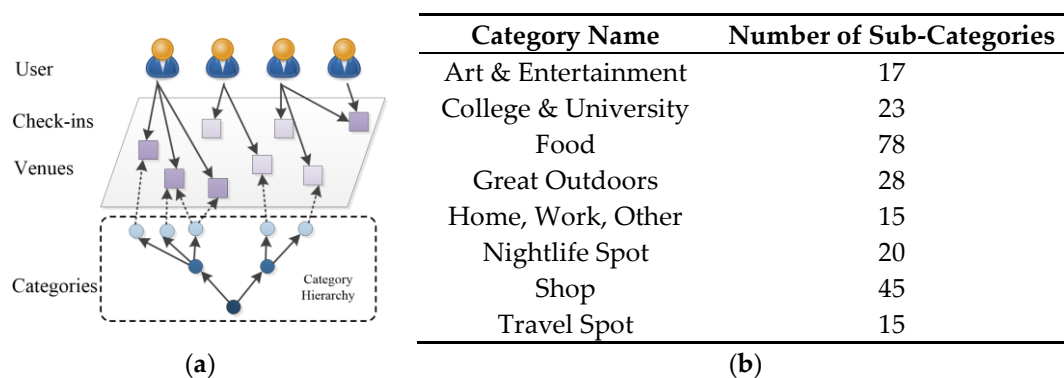 User
Check-ins
Venues
Categories
Category
Hierarchy
(a)
Category Name Number of Sub-Categories
Art & Entertainment 17
College & University 23
Food 78
Great Outdoors 28
Home, Work, Other 15
Nightlife Spot 20
Shop 45
Travel Spot 15
(b)